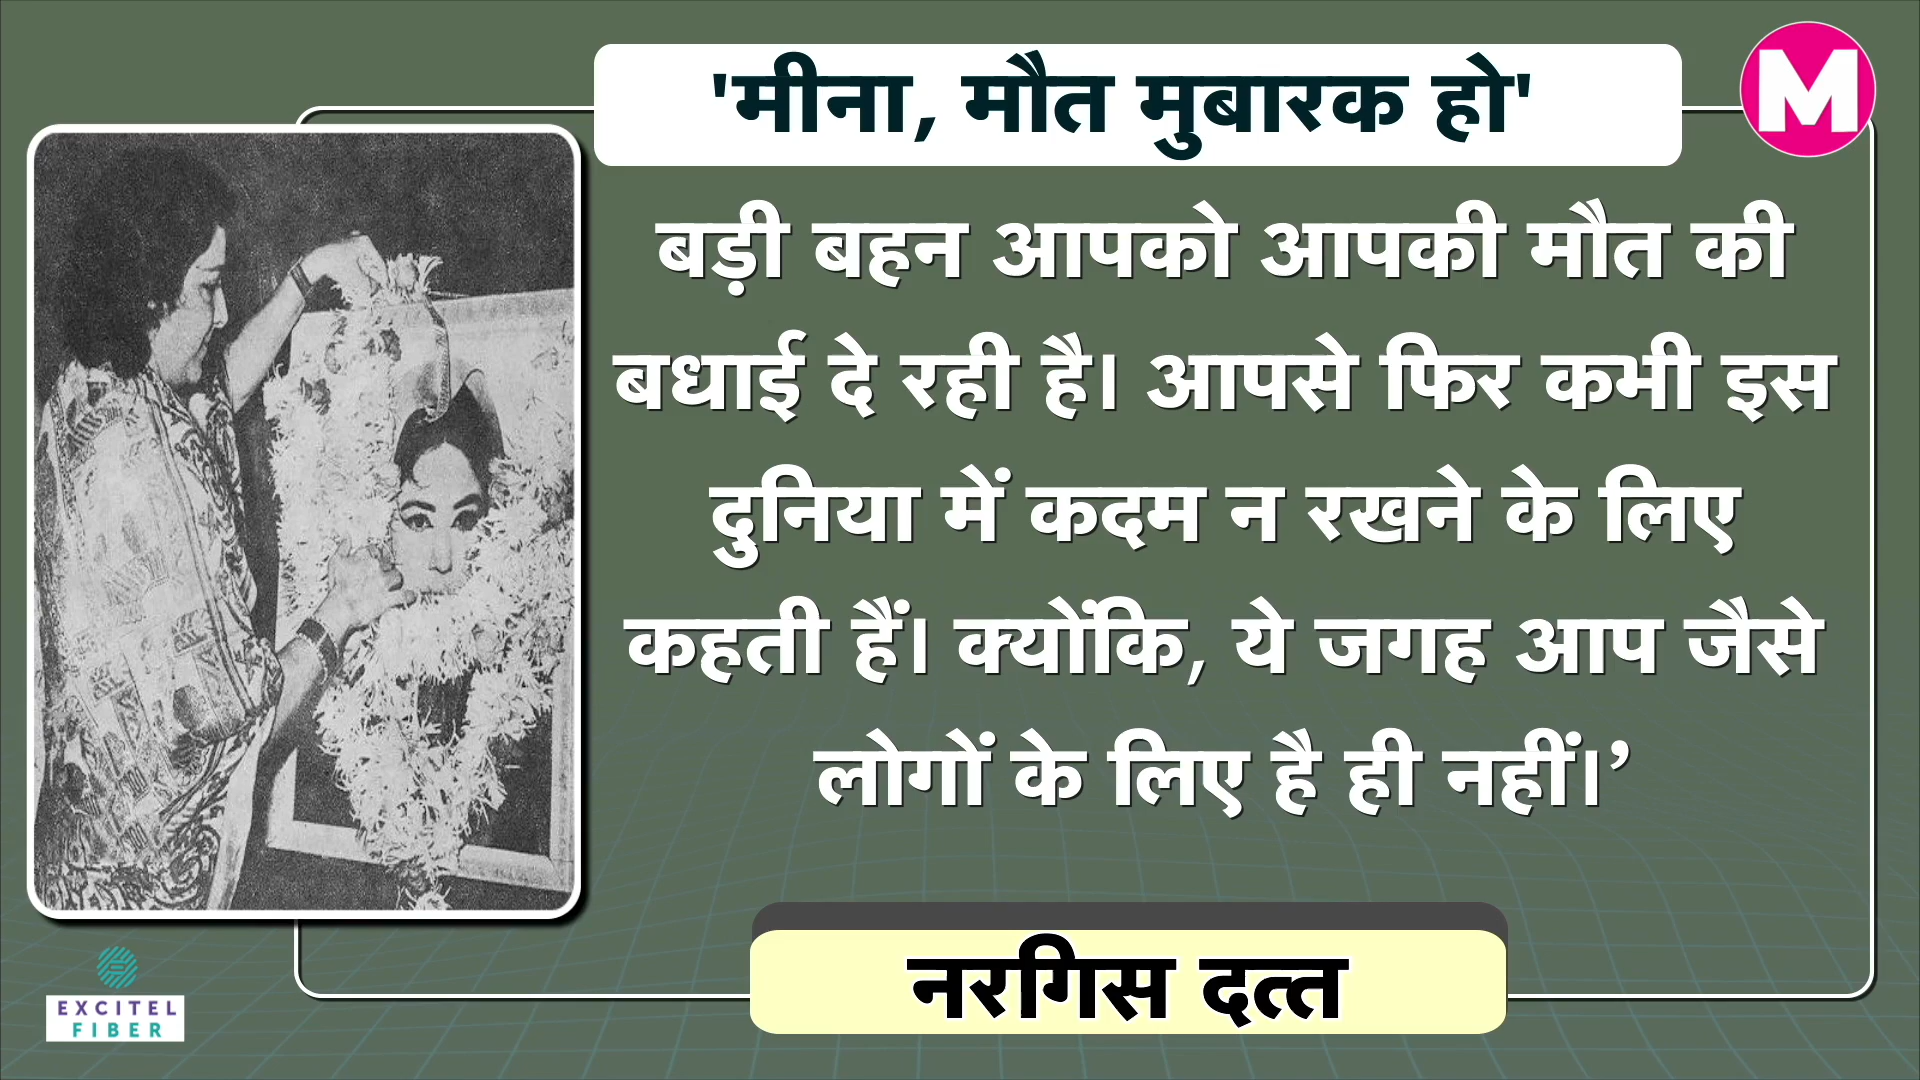 'मीना, मौत मुबारक हो'
M
बड़ी बहन आपको आपकी मौत की
बधाई दे रही है। आपसे फिर कभी इस
दुनिया में कदम न रखने के लिए
कहती हैं। क्योंकि, ये जगह आप जैसे
लोगों के लिए है ही नहीं।’
नरगिस दत्त
EXCITEL
FIBER